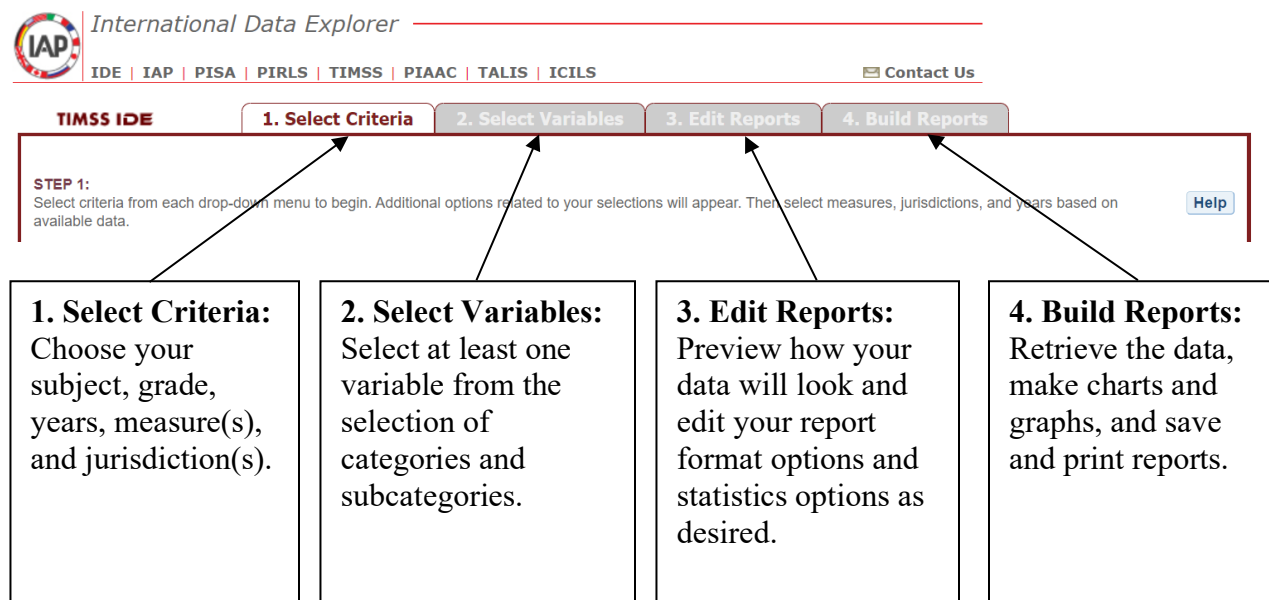 International Data Explorer
IAP
IDE | IAP | PISA | PIRLS | TIMSS | PIAAC | TALIS | ICILS
Contact Us
TIMSS IDE
1. Select Criteria
2. Select Variables
3. Edit Reports
4. Build Reports
STEP 1:
Select criteria from each drop-down menu to begin. Additional options related to your selections will appear. Then select measures, jurisdictions, and years based on
available data.
Help
1. Select Criteria:
Choose your
subject, grade,
years, measure(s),
and jurisdiction(s).
2. Select Variables:
Select at least one
variable from the
selection of
categories and
subcategories.
3. Edit Reports:
Preview how your
data will look and
edit your report
format options and
statistics options as
desired.
4. Build Reports:
Retrieve the data,
make charts and
graphs, and save
and print reports.